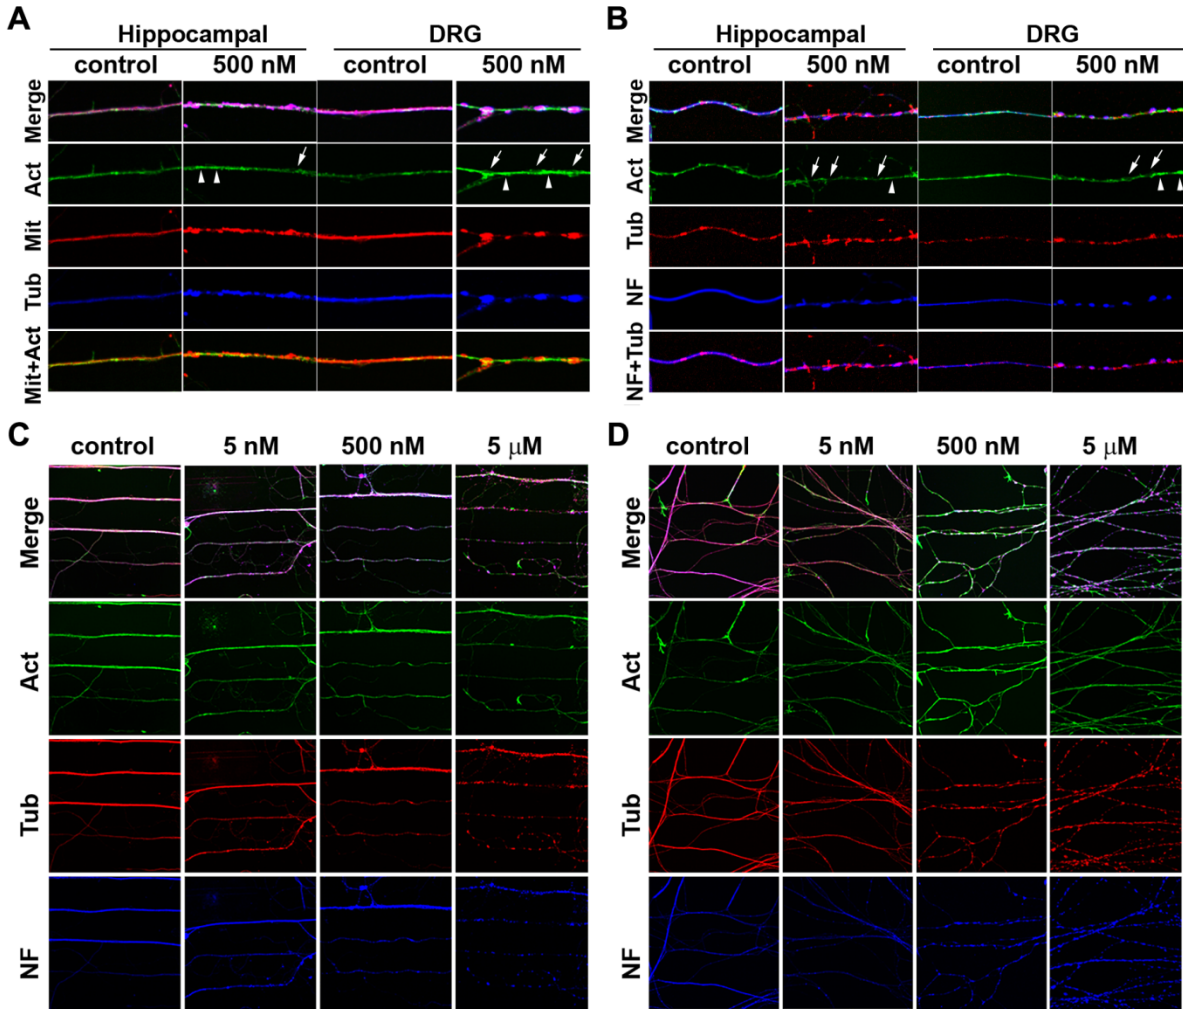 A
B
Hippocampal DRG
Hippocampal DRG
control 500 nM control 500 nM
control 500 nM control 500 nM
Merge
Merge
Act
Act
Mit
Tub
Tub
NF
Mit+Act
NF+Tub
C
D
control 5 nM 500 nM 5 μM
control 5 nM 500 nM 5 μM
Merge
Merge
Act
Act
Tub
Tub
NF
NF